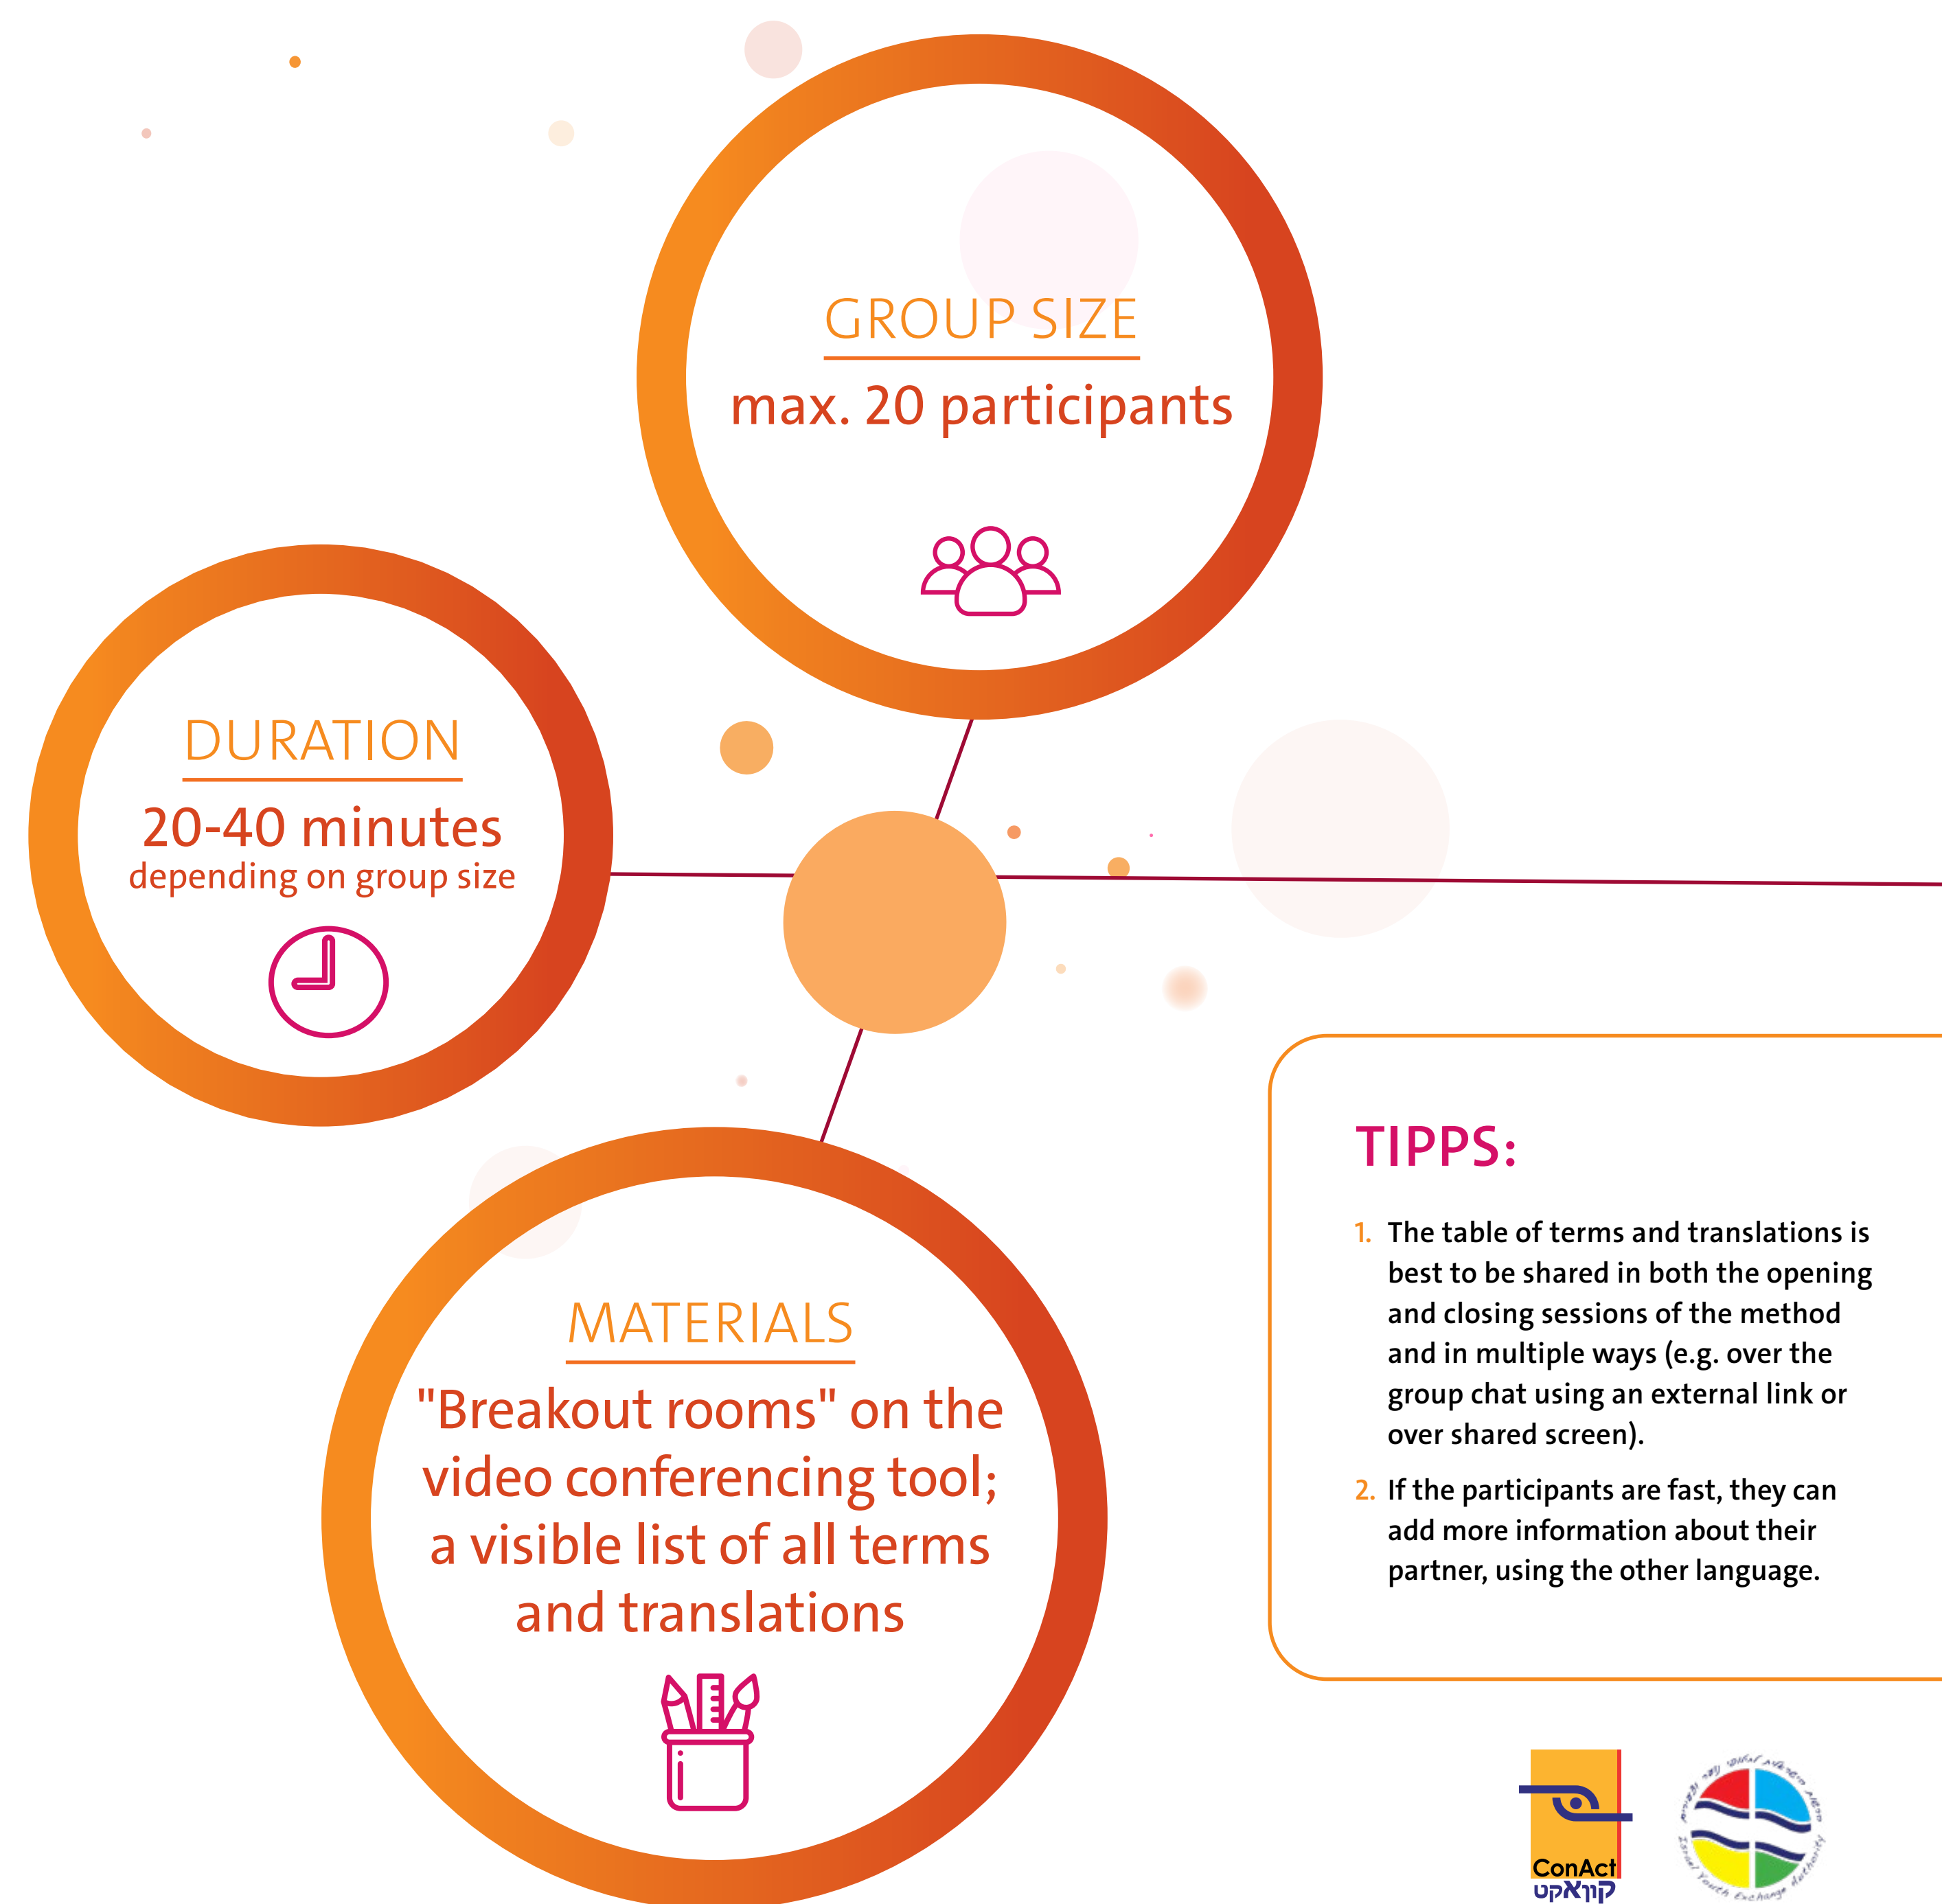 GROUP SIZE
max. 20 participants
DURATION
20-40 minutes
depending on group size
MATERIALS
"Breakout rooms" on the
video conferencing tool;
a visible list of all terms
and translations
TIPPS:
1. The table of terms and translations is
best to be shared in both the opening
and closing sessions of the method
and in multiple ways (e.g. over the
group chat using an external link or
over shared screen).
2. If the participants are fast, they can
add more information about their
partner, using the other language.
ConAct
קונאקט
Israel Youth Exchange Authority